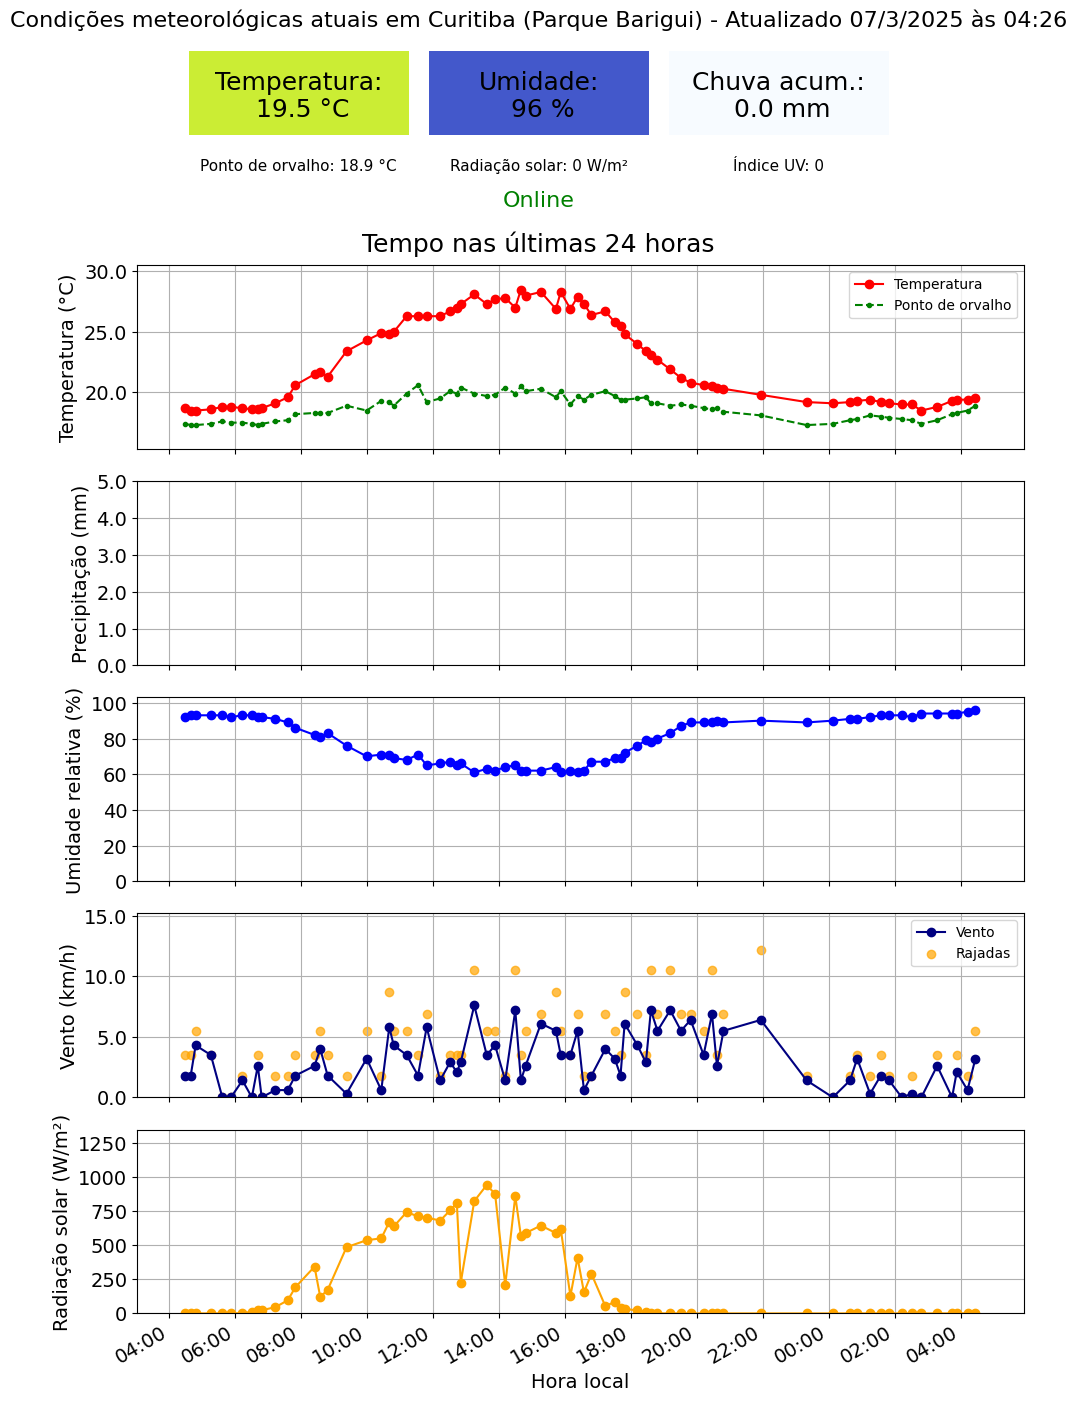 Condições meteorológicas atuais em Curitiba (Parque Barigui) - Atualizado 07/3/2025 às 04:26
Temperatura:
19.5 °C
Umidade:
96 %
Chuva acum.:
0.0 mm
Ponto de orvalho: 18.9 °C
Radiação solar: 0 W/m²
Índice UV: 0
Online
Tempo nas últimas 24 horas
Temperatura (°C)
30.0
25.0
20.0
Temperatura
Ponto de orvalho
Precipitação (mm)
5.0
4.0
3.0
2.0
1.0
0.0
Umidade relativa (%)
100
80
60
40
20
0
Vento (km/h)
15.0
10.0
5.0
0.0
Vento
Rajadas
Radiação solar (W/m²)
1250
1000
750
500
250
0
04:00
06:00
08:00
10:00
12:00
14:00
16:00
18:00
20:00
22:00
00:00
02:00
04:00
Hora local